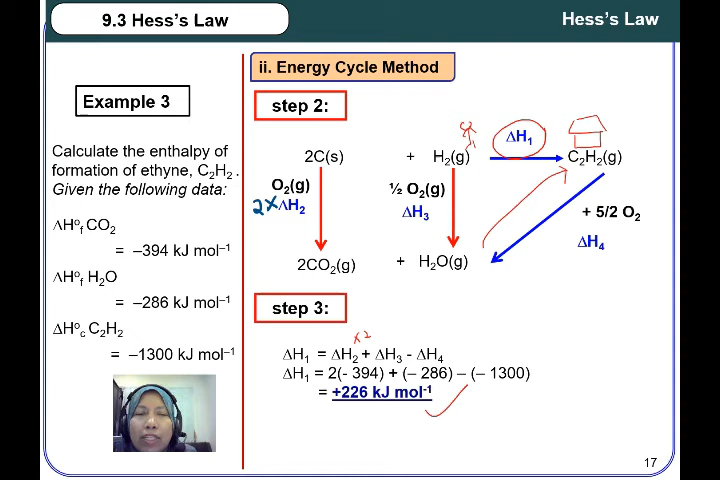 9.3 Hess's Law
Hess's Law
Example 3
Calculate the enthalpy of
formation of ethyne, C₂H₂ .
Given the following data:
ΔHᵒf CO₂
= –394 kJ mol⁻¹
ΔHᵒf H₂O
= –286 kJ mol⁻¹
ΔHᵒc C₂H₂
= –1300 kJ mol⁻¹
ii. Energy Cycle Method
step 2:
2C(s) + H₂(g) ΔH₁ C₂H₂(g)
O₂(g) ½ O₂(g) + 5/2 O₂
2x ΔH₂ ΔH₃ ΔH₄
2CO₂(g) + H₂O(g)
step 3:
x2
ΔH₁ = ΔH₂ + ΔH₃ - ΔH₄
ΔH₁ = 2(- 394) + (– 286) – (– 1300)
= +226 kJ mol⁻¹
17